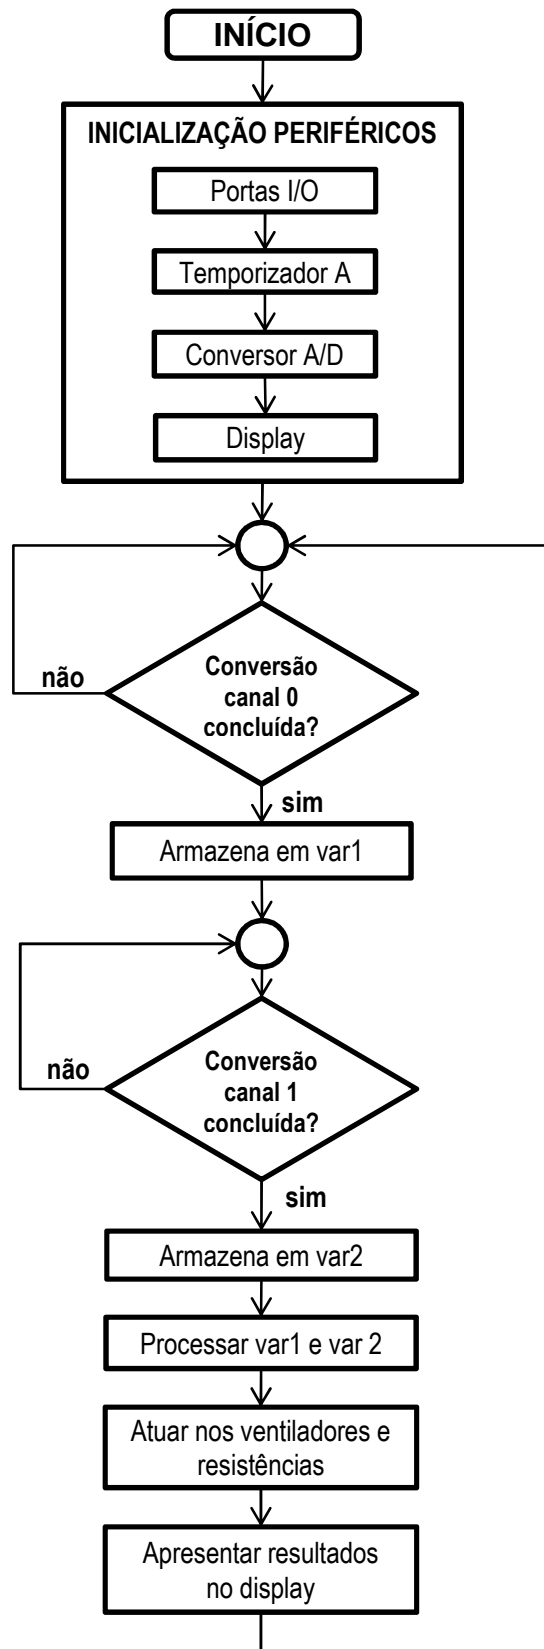 INÍCIO
INICIALIZAÇÃO PERIFÉRICOS
Portas I/O
Temporizador A
Conversor A/D
Display
Conversão
canal 0
concluída?
não
sim
Armazena em var1
Conversão
canal 1
concluída?
não
sim
Armazena em var2
Processar var1 e var 2
Atuar nos ventiladores e
resistências
Apresentar resultados
no display